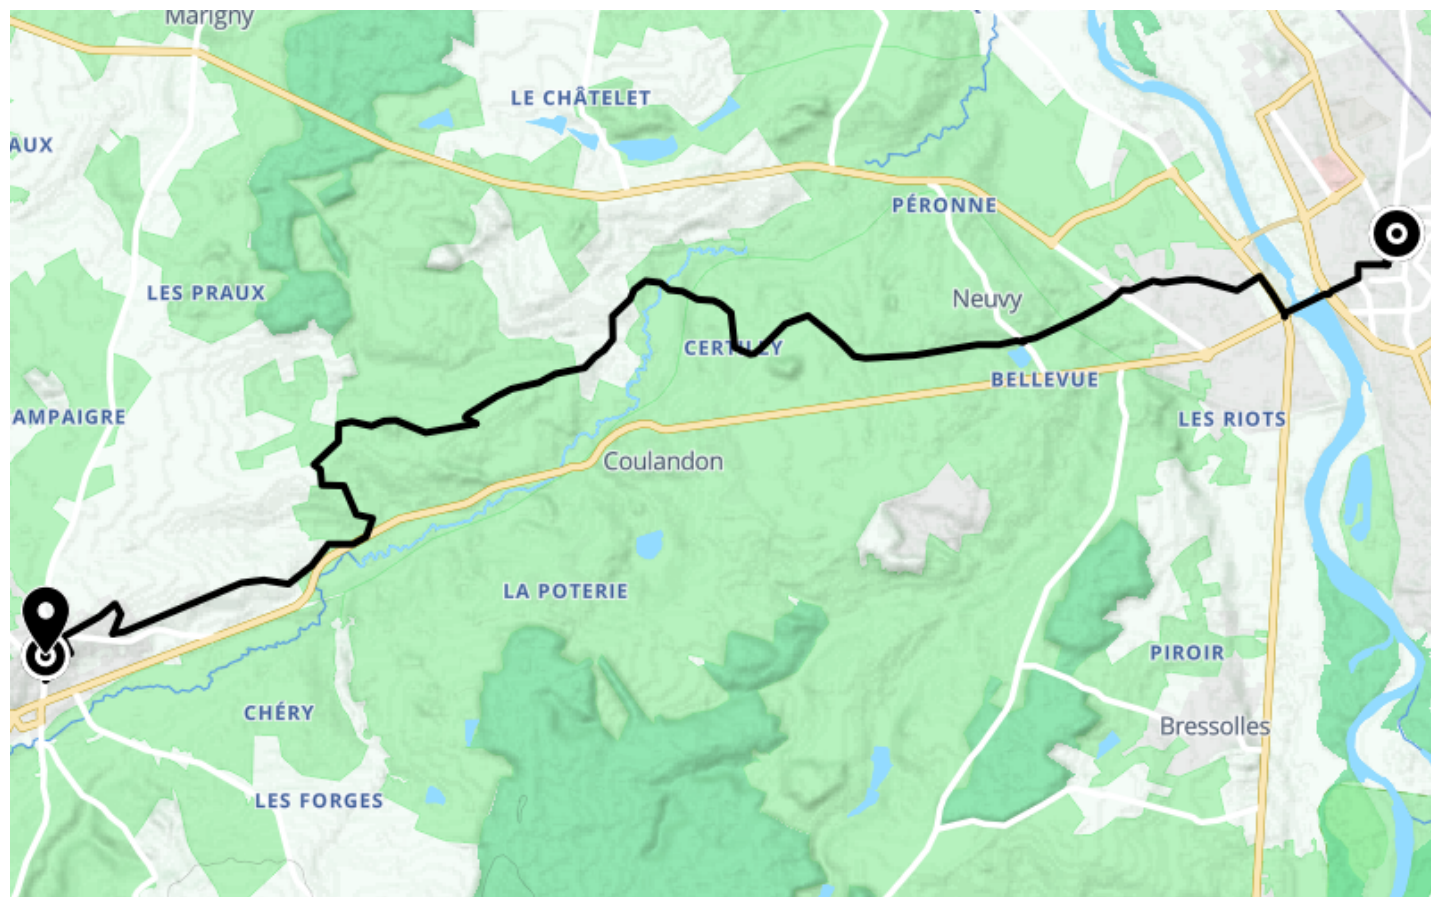 Marigny
LE CHÂTELET
AUX
PÉRONNE
LES PRAUX
Neuvy
CERTILLY
BELLEVUE
AMPAIGRE
LES RIOTS
Coulandon
LA POTERIE
PIROIR
CHÉRY
Bressolles
LES FORGES